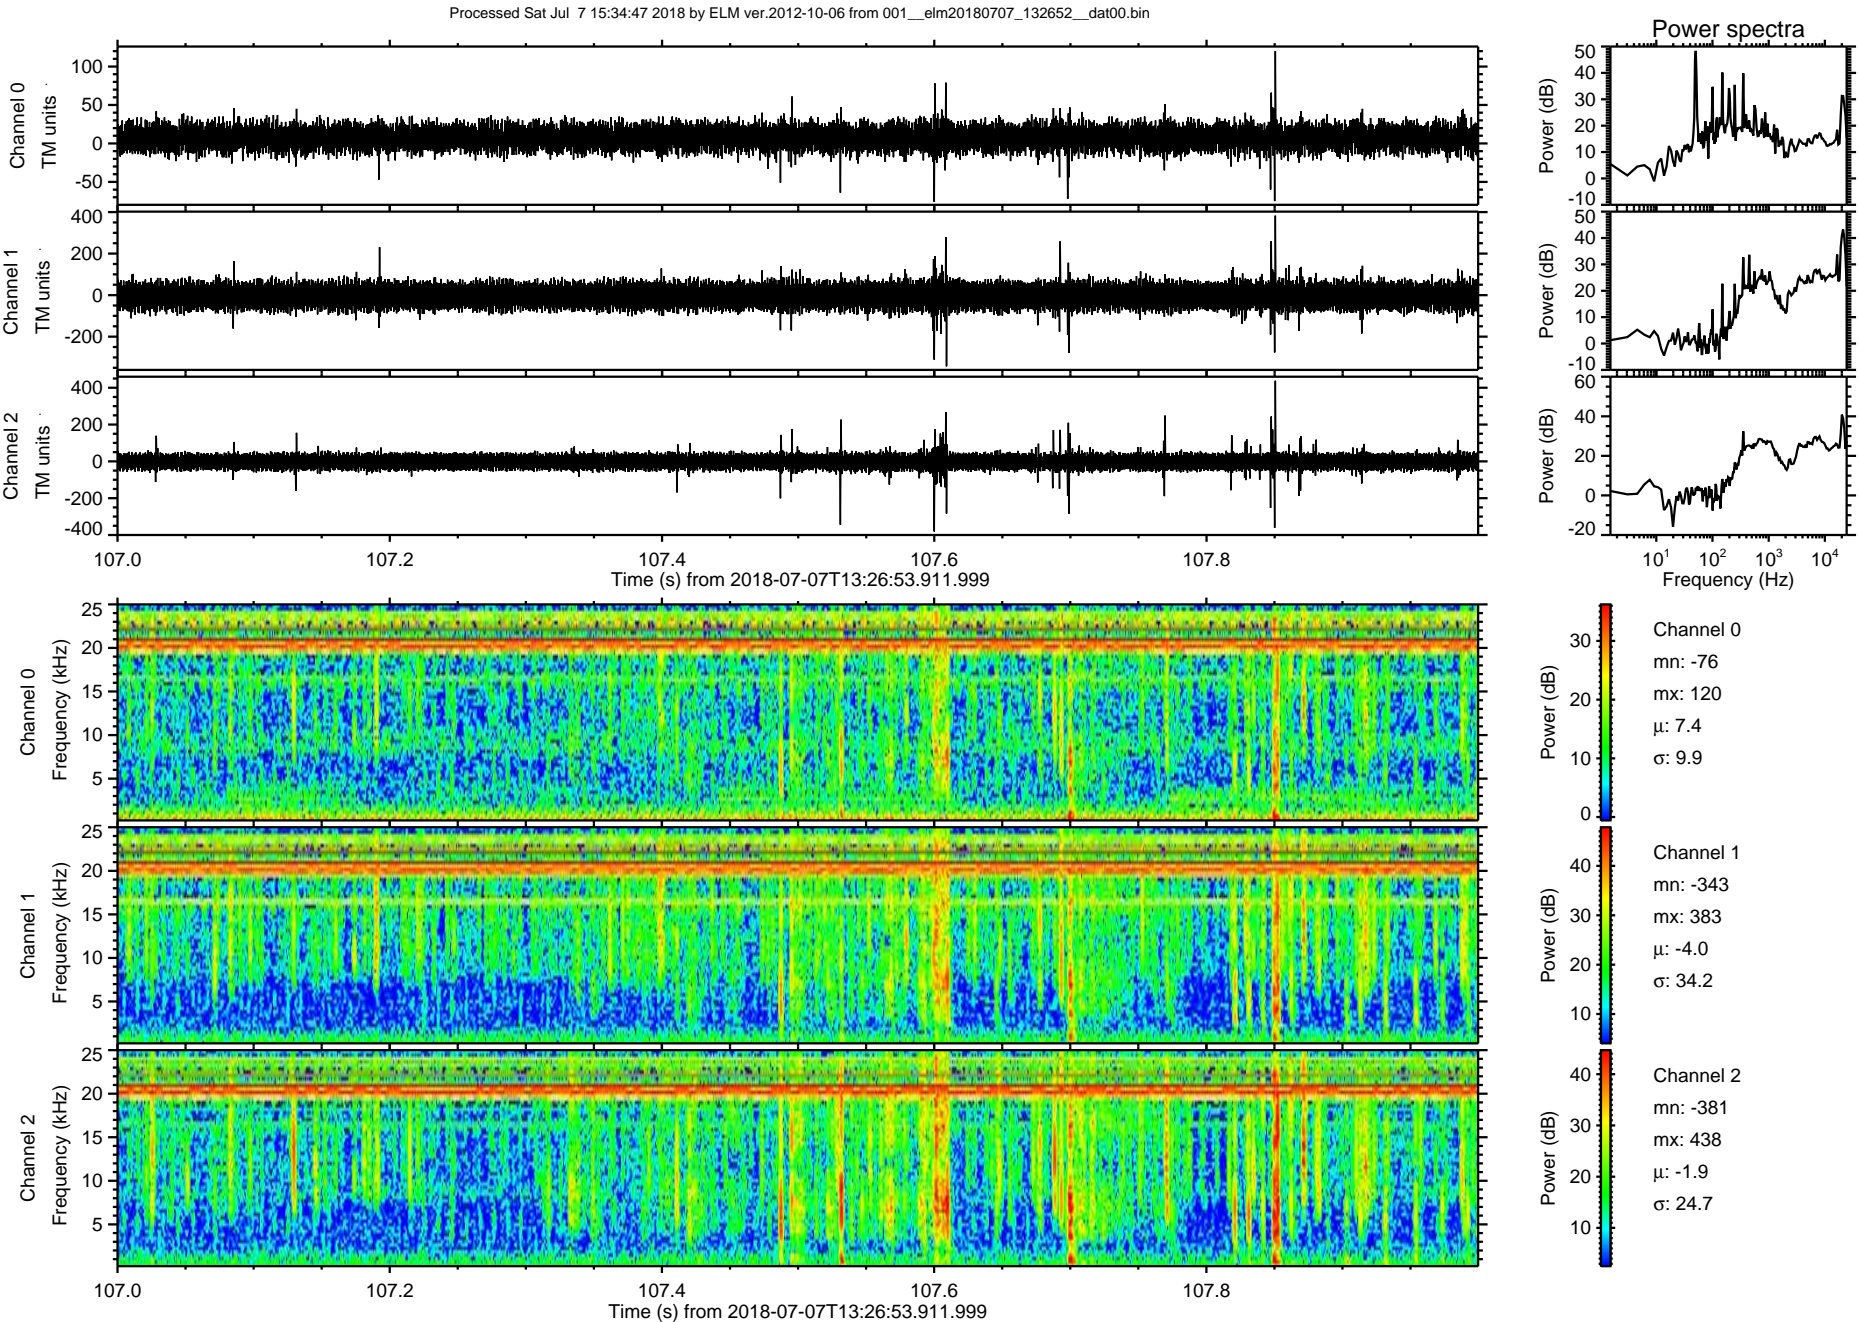 Processed Sat Jul  7 15:34:47 2018 by ELM ver.2012-10-06 from 001__elm20180707_132652__dat00.bin
Power spectra
Channel 0
TM units
100
50
0
-50
Power (dB)
50
40
30
20
10
0
-10
Channel 1
TM units
400
200
0
-200
Power (dB)
50
40
30
20
10
0
-10
Channel 2
TM units
400
200
0
-200
-400
Power (dB)
60
40
20
0
-20
107.0 107.2 107.4 107.6 107.8
Time (s) from 2018-07-07T13:26:53.911.999
10¹ 10² 10³ 10⁴
Frequency (Hz)
Channel 0
Frequency (kHz)
25
20
15
10
5
Power (dB)
30
20
10
0
Channel 0
mn: -76
mx: 120
μ: 7.4
σ: 9.9
Channel 1
Frequency (kHz)
25
20
15
10
5
Power (dB)
40
30
20
10
Channel 1
mn: -343
mx: 383
μ: -4.0
σ: 34.2
Channel 2
Frequency (kHz)
25
20
15
10
5
Power (dB)
40
30
20
10
Channel 2
mn: -381
mx: 438
μ: -1.9
σ: 24.7
107.0 107.2 107.4 107.6 107.8
Time (s) from 2018-07-07T13:26:53.911.999